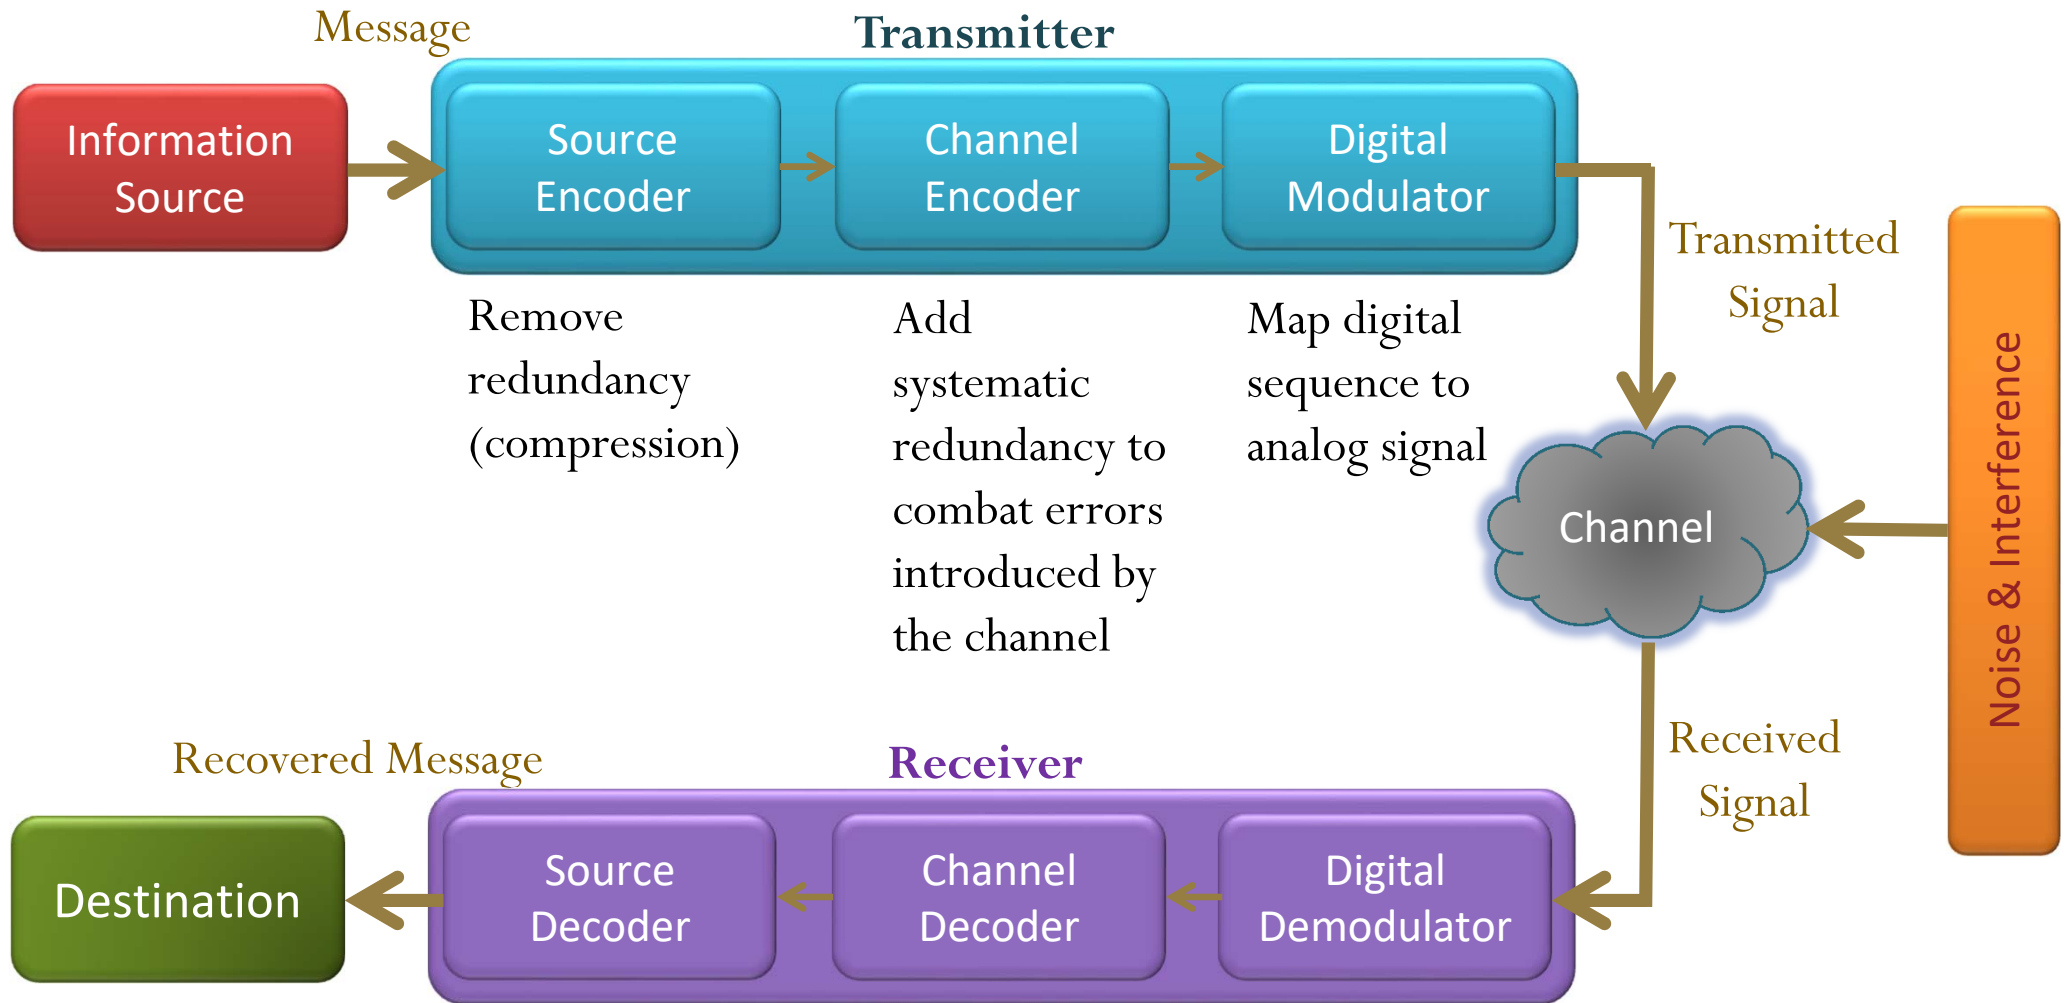 Message
Transmitter
Information
Source
Source
Encoder
Channel
Encoder
Digital
Modulator
Transmitted
Signal
Remove
redundancy
(compression)
Add
systematic
redundancy to
combat errors
introduced by
the channel
Map digital
sequence to
analog signal
Channel
Noise & Interference
Received
Signal
Recovered Message
Receiver
Destination
Source
Decoder
Channel
Decoder
Digital
Demodulator